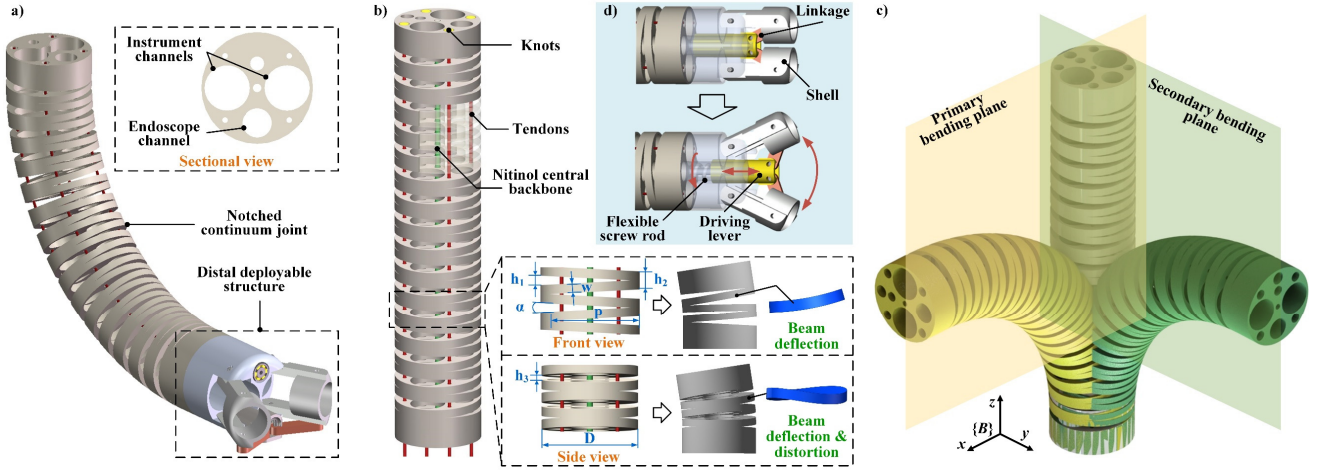 a)
Instrument
channels
Endoscope
channel
Sectional view
Notched
continuum joint
Distal deployable
structure
b)
Knots
Tendons
Nitinol central
backbone
h1
w
h2
α
p
Front view
Beam
deflection
h3
D
Side view
Beam
deflection &
distortion
d)
Linkage
Shell
Flexible
screw rod
Driving
lever
c)
Primary
bending plane
Secondary bending
plane
z
{B}
x
y